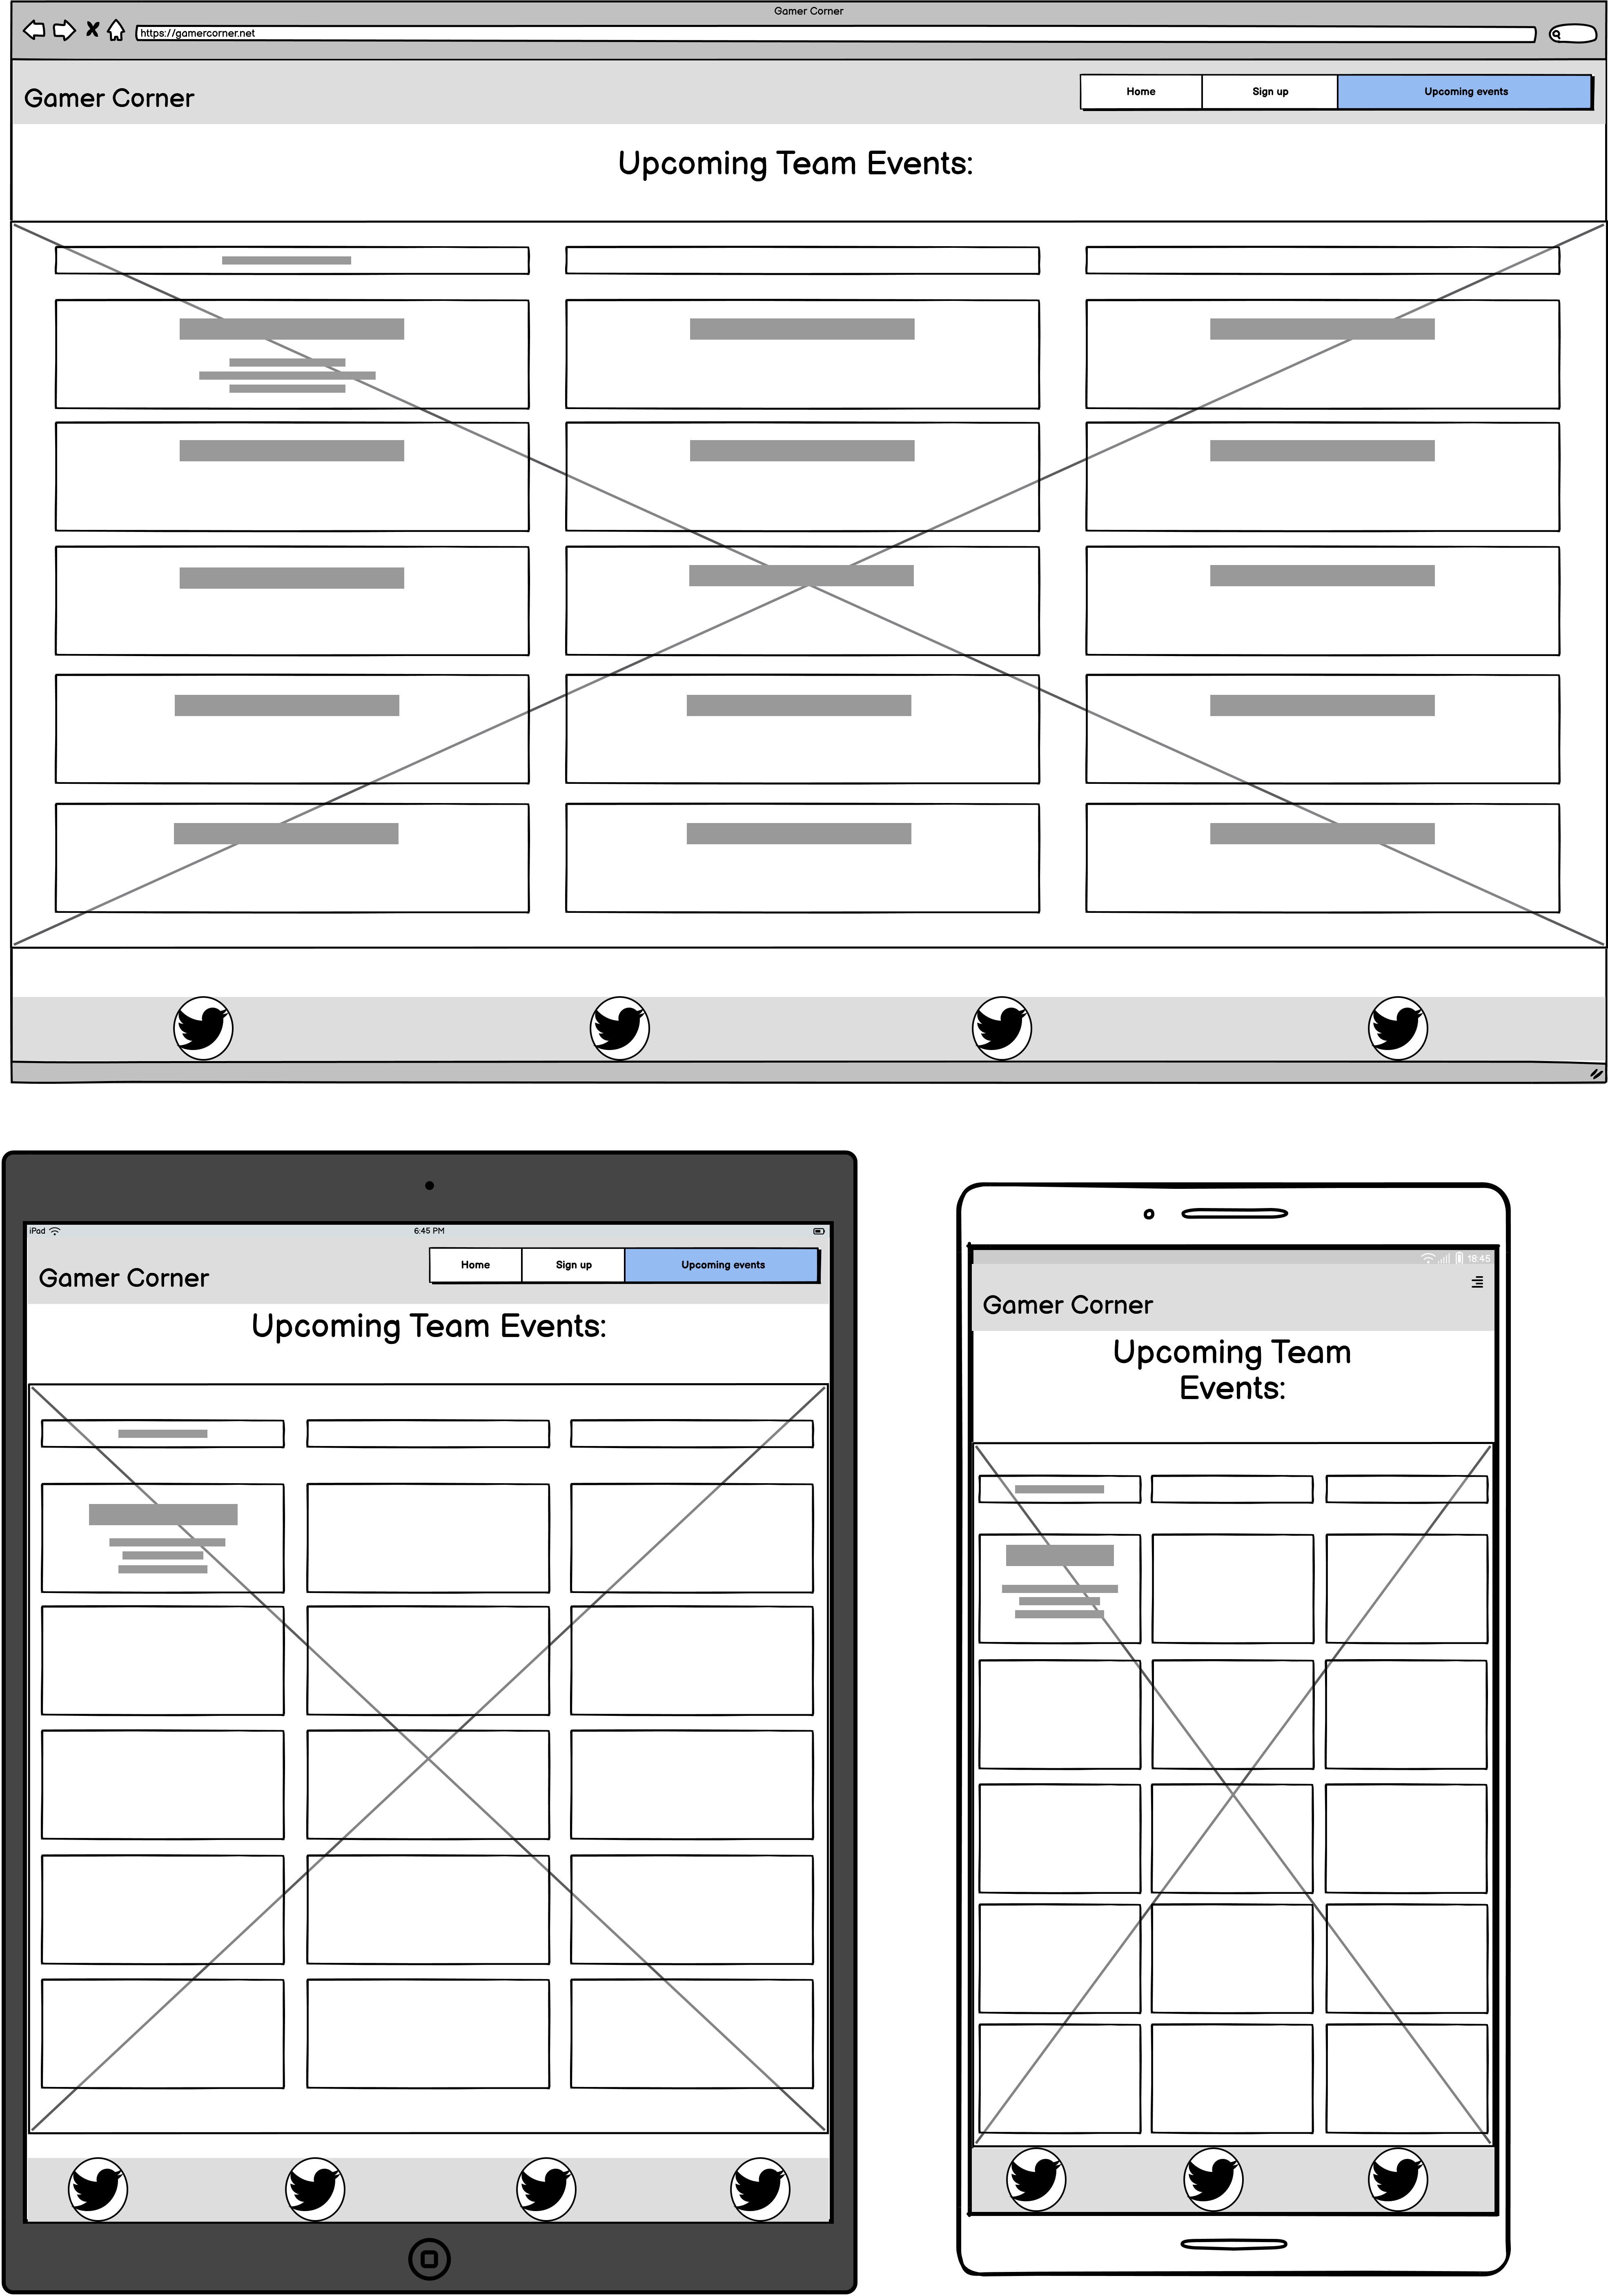 Gamer Corner
https://gamercorner.net
Gamer Corner
Home
Sign up
Upcoming events
Upcoming Team Events:
iPad
6:45 PM
Gamer Corner
Home
Sign up
Upcoming events
Upcoming Team Events:
18:45
Gamer Corner
Upcoming Team
Events: